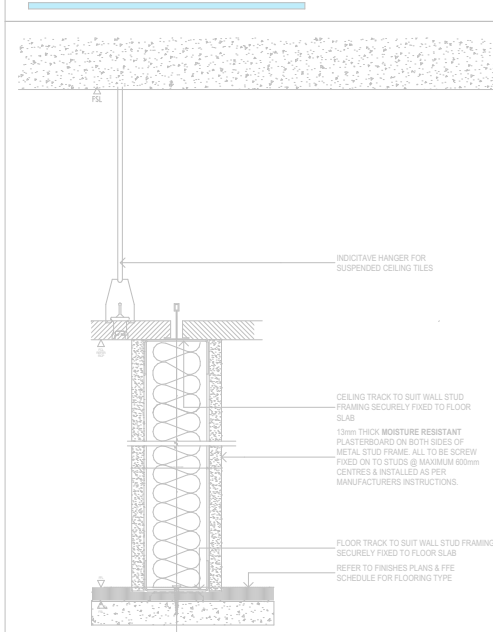 FSL
INDICITAVE HANGER FOR
SUSPENDED CEILING TILES
CEILING TRACK TO SUIT WALL STUD
FRAMING SECURELY FIXED TO FLOOR
SLAB
13mm THICK MOISTURE RESISTANT
PLASTERBOARD ON BOTH SIDES OF
METAL STUD FRAME. ALL TO BE SCREW
FIXED ON TO STUDS @ MAXIMUM 600mm
CENTRES & INSTALLED AS PER
MANUFACTURERS INSTRUCTIONS.
FLOOR TRACK TO SUIT WALL STUD FRAMING
SECURELY FIXED TO FLOOR SLAB
REFER TO FINISHES PLANS & FFE
SCHEDULE FOR FLOORING TYPE